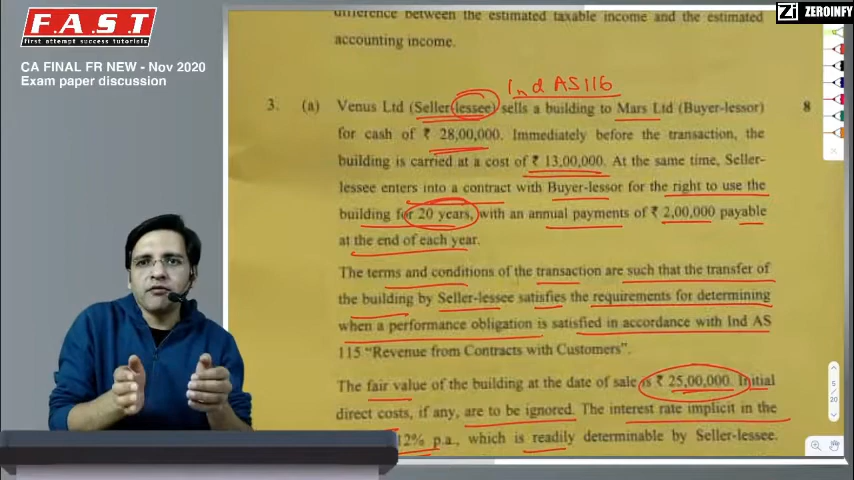 F.A.S.T
first attempt success tutorials
CA FINAL FR NEW - Nov 2020
Exam paper discussion
Zi ZEROINFY
difference between the estimated taxable income and the estimated
accounting income.
Ind AS 116
3. (a) Venus Ltd (Seller-lessee) sells a building to Mars Ltd (Buyer-lessor) 8
for cash of ₹ 28,00,000. Immediately before the transaction, the
building is carried at a cost of ₹ 13,00,000. At the same time, Seller-
lessee enters into a contract with Buyer-lessor for the right to use the
building for 20 years, with an annual payments of ₹ 2,00,000 payable
at the end of each year.
The terms and conditions of the transaction are such that the transfer of
the building by Seller-lessee satisfies the requirements for determining
when a performance obligation is satisfied in accordance with Ind AS
115 “Revenue from Contracts with Customers”.
The fair value of the building at the date of sale is ₹ 25,00,000. Initial
direct costs, if any, are to be ignored. The interest rate implicit in the
12% p.a., which is readily determinable by Seller-lessee.
5
/
20